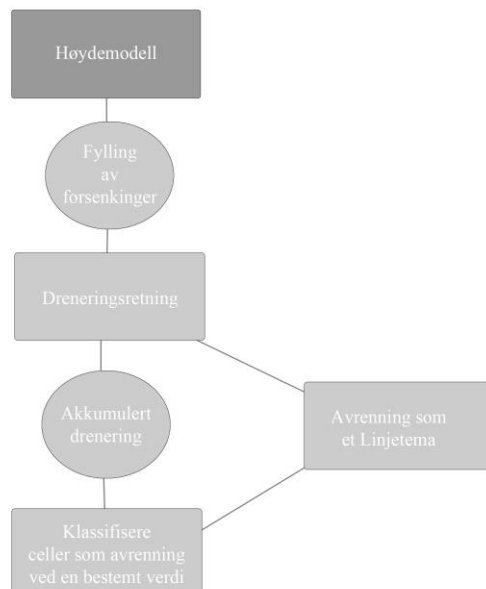 Høydemodell
Fylling
av
forsenkinger
Dreneringsretning
Akkumulert
drenering
Avrenning som
et Linjetema
Klassifisere
celler som avrenning
ved en bestemt verdi